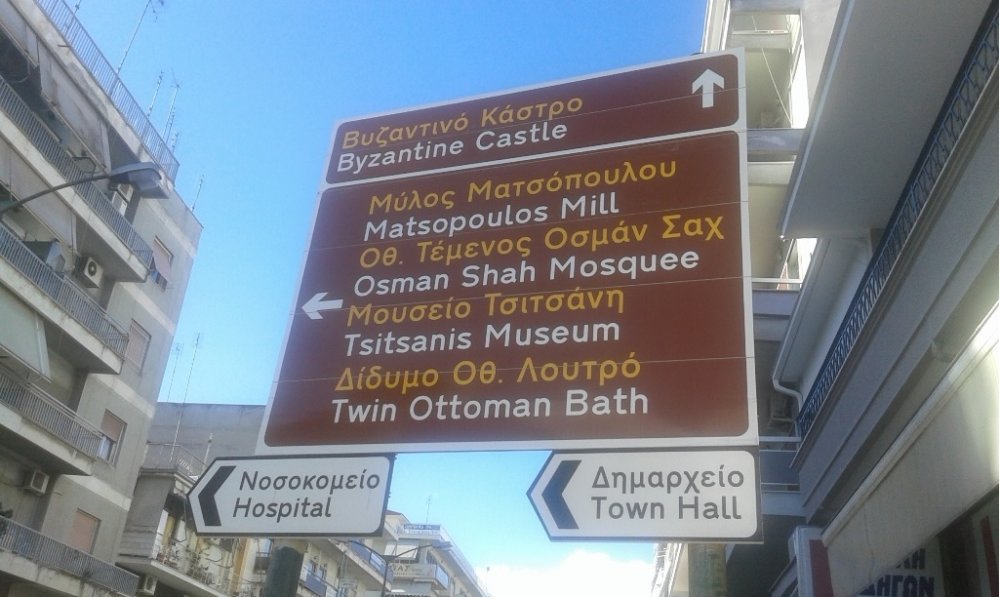 Βυζαντινό Κάστρο
Byzantine Castle
Μύλος Ματσόπουλου
Matsopoulos Mill
Οθ. Τέμενος Οσμάν Σαχ
Osman Shah Mosquee
Μουσείο Τσιτσάνη
Tsitsanis Museum
Δίδυμο Οθ. Λουτρό
Twin Ottoman Bath
Νοσοκομείο
Hospital
Δημαρχείο
Town Hall